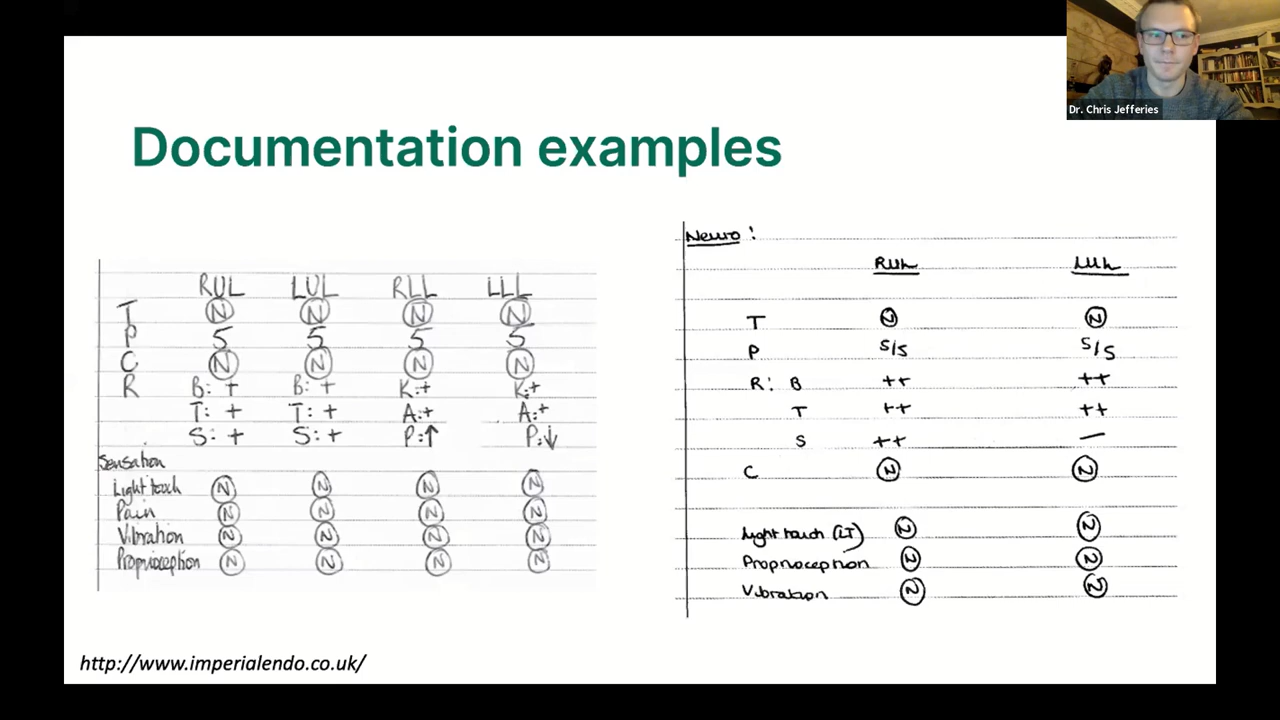 Dr. Chris Jefferies
Documentation examples
RUL LUL RLL LLL
T N N N N
P 5 5 5 5
C N N N N
R B: + B: + K:+ K:+
T: + T: + A:+ A:+
S: + S: + P:↑ P:↓
Sensation
Light touch N N N N
Pain N N N N
Vibration N N N N
Proprioception N N N N
Neuro :
RUL LUL
T N N
P 5/5 5/5
R: B ++ ++
T ++ ++
S ++ —
C N N
Light touch (LT) N N
Proprioception N N
Vibration N N
http://www.imperialendo.co.uk/